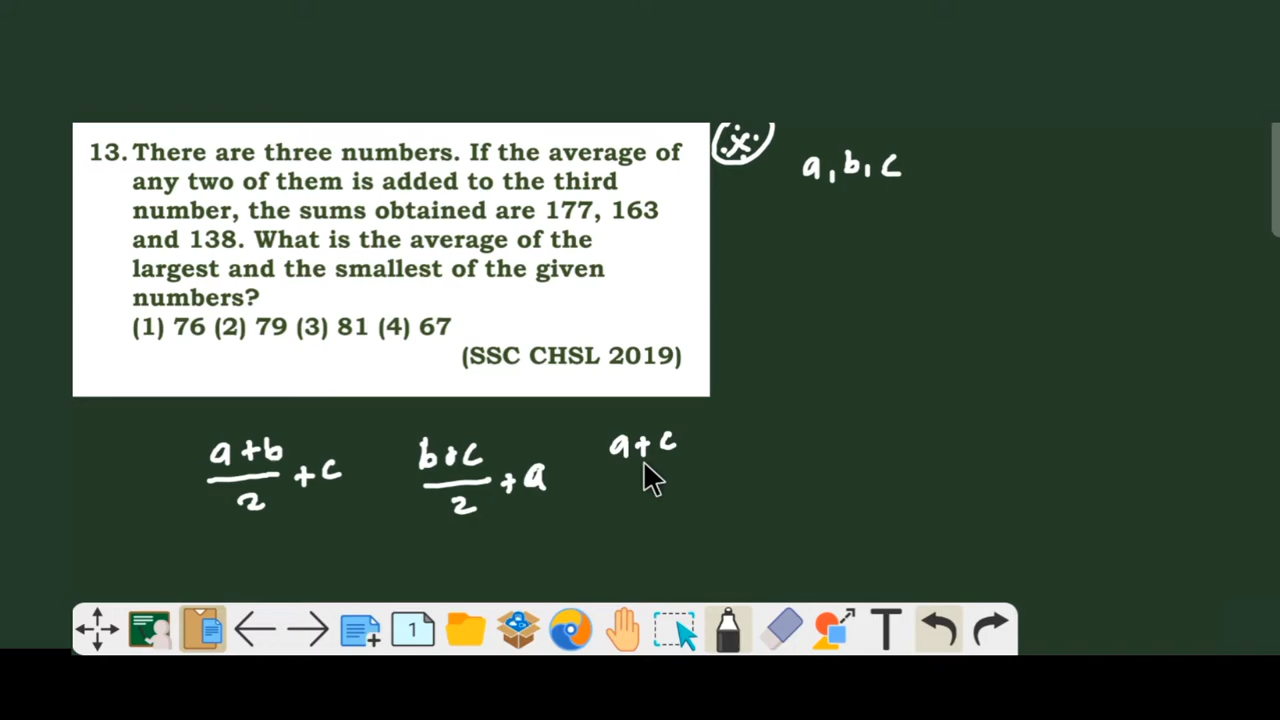 13. There are three numbers. If the average of
any two of them is added to the third
number, the sums obtained are 177, 163
and 138. What is the average of the
largest and the smallest of the given
numbers?
(1) 76 (2) 79 (3) 81 (4) 67
(SSC CHSL 2019)
x
a, b, c
a+b/2 + c   b+c/2 + a   a+c
1
T